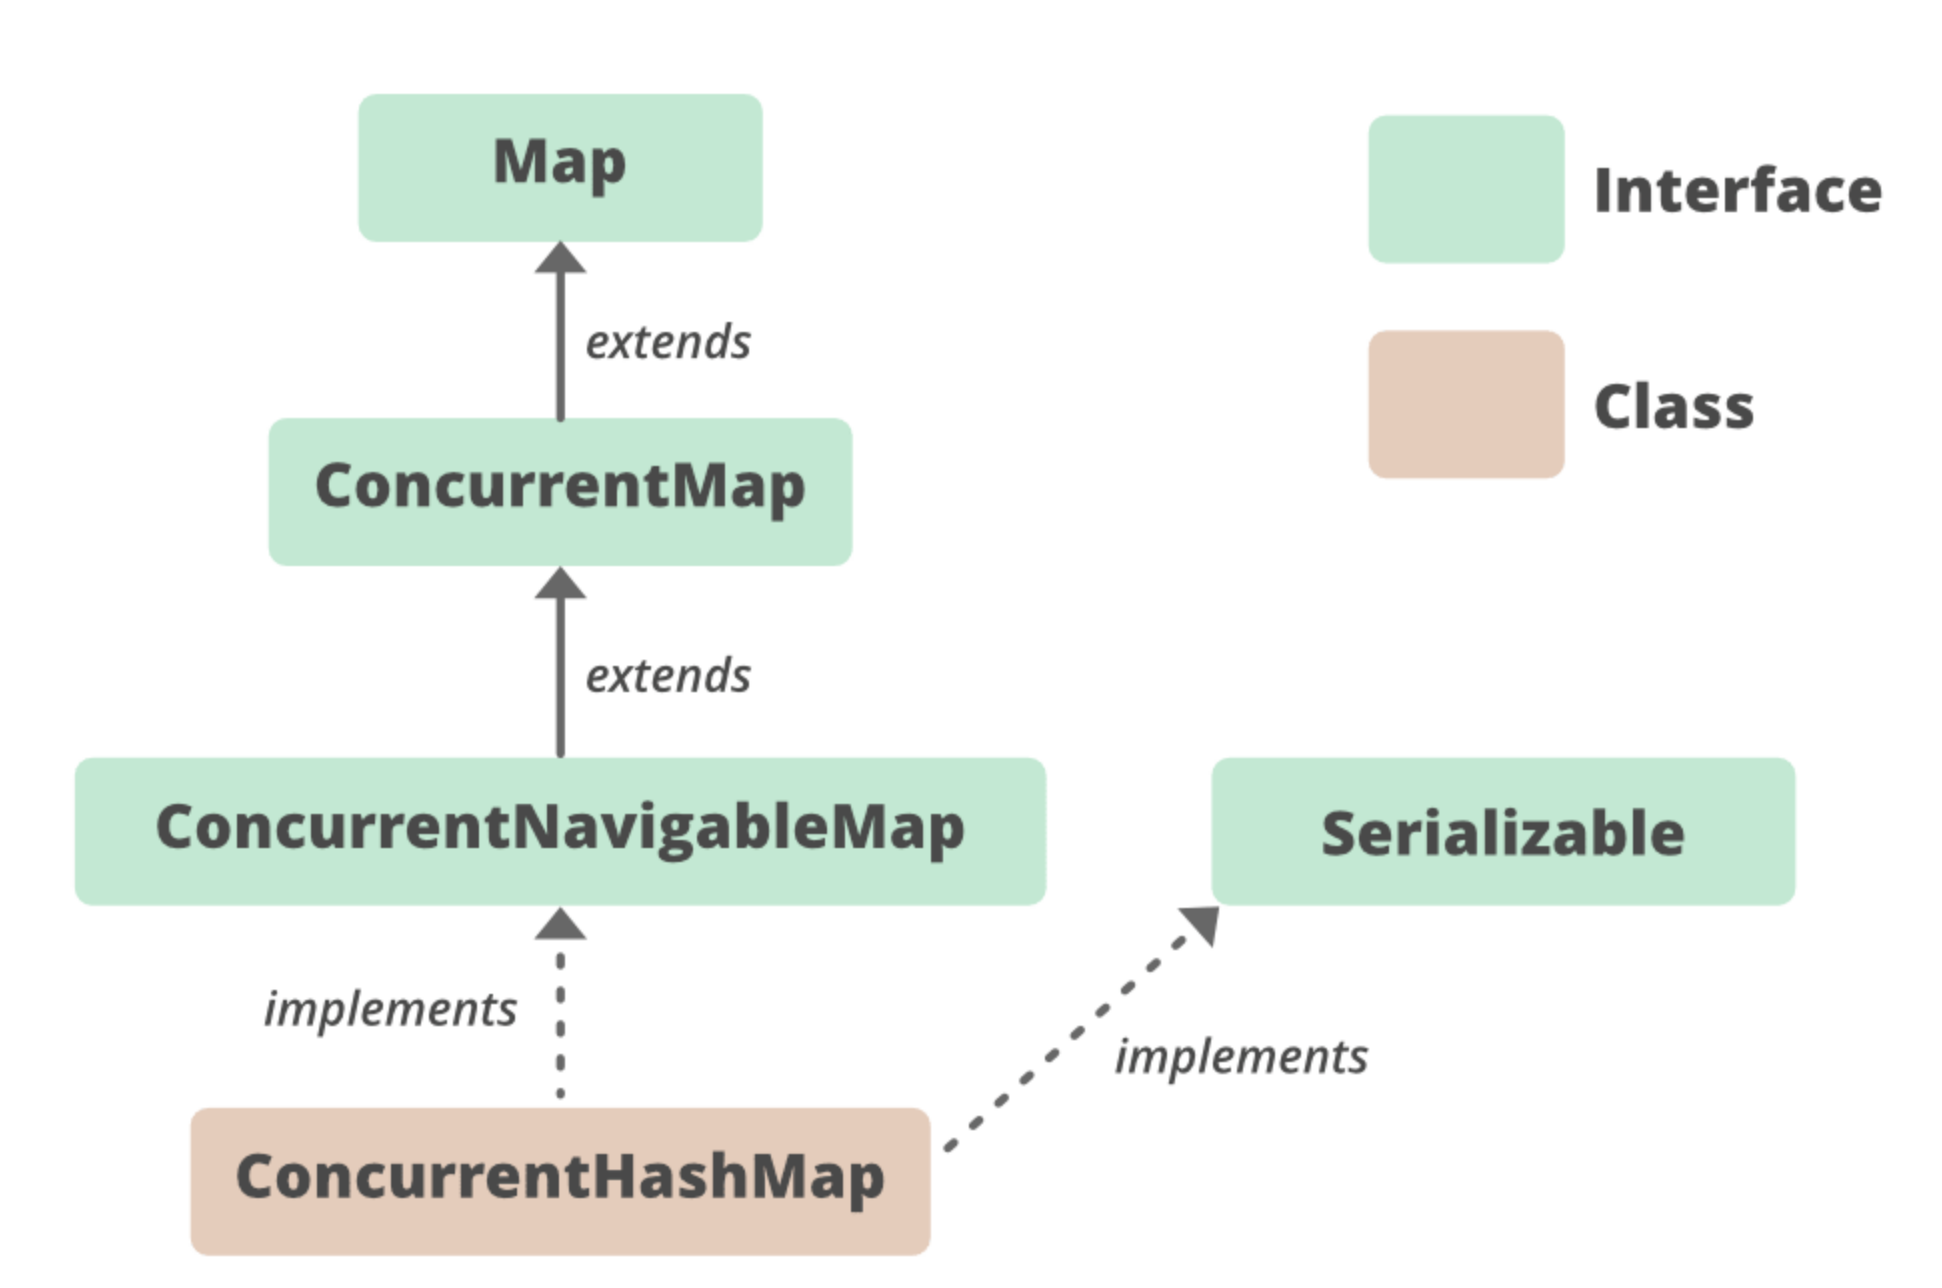 Map
Interface
extends
Class
ConcurrentMap
extends
ConcurrentNavigableMap
Serializable
implements
implements
ConcurrentHashMap